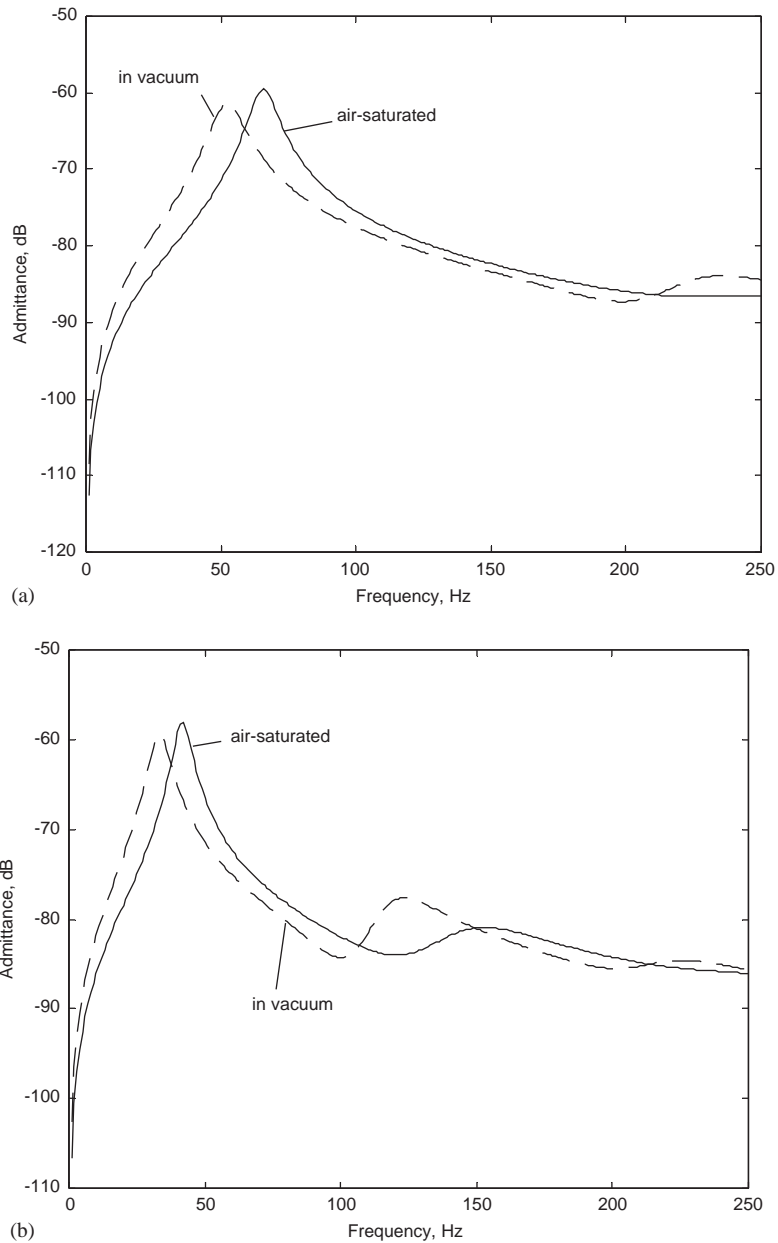 -50
in vacuum
-60
air-saturated
-70
Admittance, dB
-80
-90
-100
-110
-120
0 50 100 150 200 250
(a) Frequency, Hz
-50
air-saturated
-60
-70
Admittance, dB
-80
in vacuum
-90
-100
-110
0 50 100 150 200 250
(b) Frequency, Hz